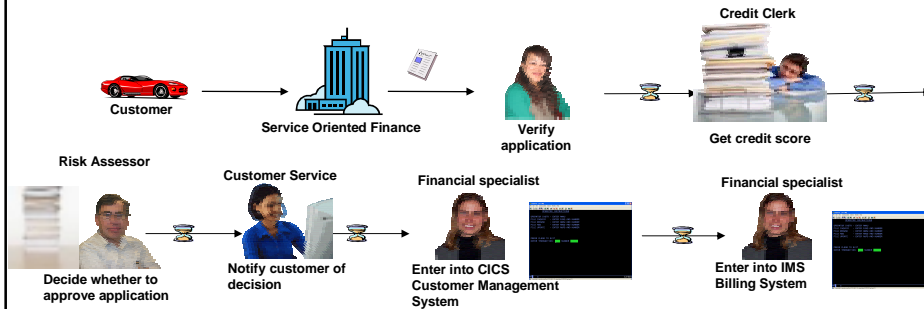 Credit Clerk
Customer
Service Oriented Finance
Verify
application
Get credit score
Risk Assessor
Customer Service
Financial specialist
Financial specialist
Decide whether to
approve application
Notify customer of
decision
Enter into CICS
Customer Management
System
Enter into IMS
Billing System